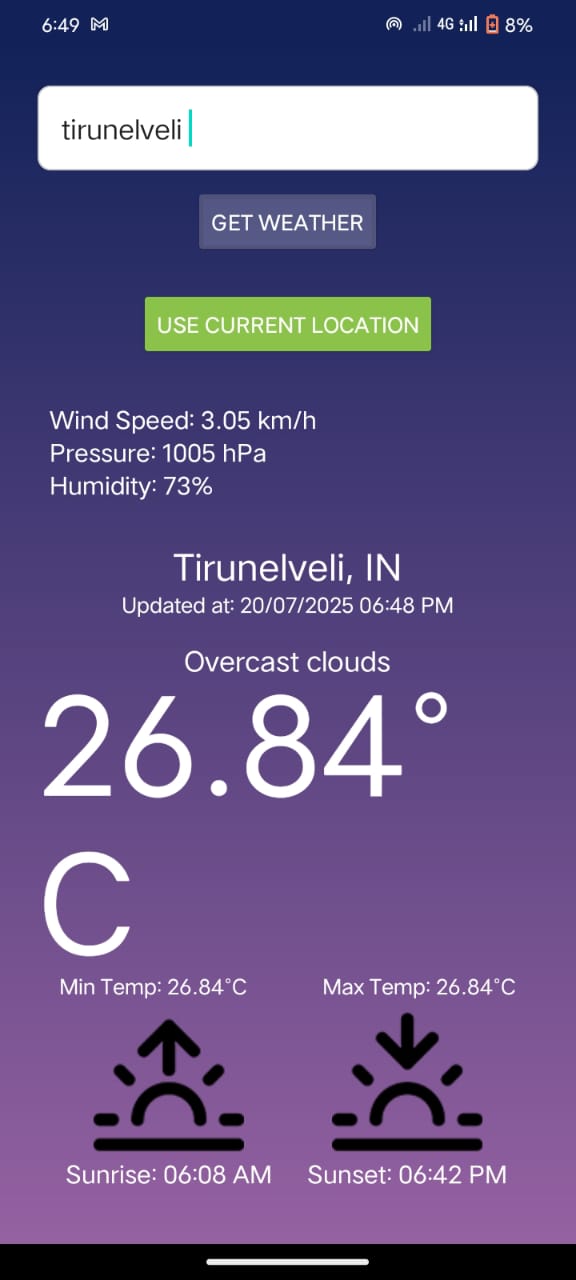 6:49 4G 8%
tirunelveli
GET WEATHER
USE CURRENT LOCATION
Wind Speed: 3.05 km/h
Pressure: 1005 hPa
Humidity: 73%
Tirunelveli, IN
Updated at: 20/07/2025 06:48 PM
Overcast clouds
26.84°
C
Min Temp: 26.84°C Max Temp: 26.84°C
Sunrise: 06:08 AM Sunset: 06:42 PM